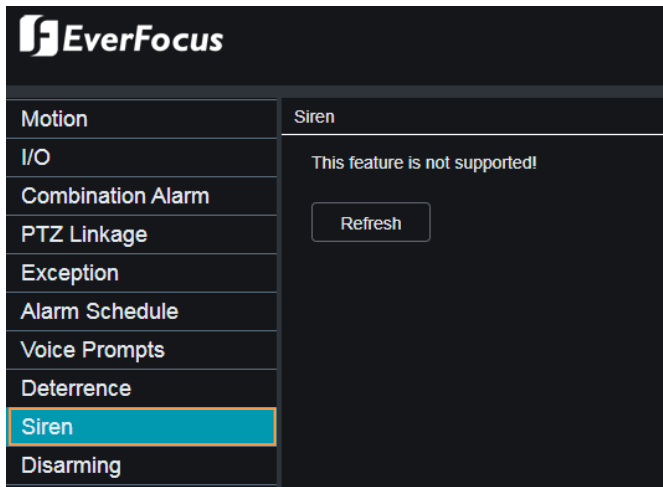 EverFocus
Motion
I/O
Combination Alarm
PTZ Linkage
Exception
Alarm Schedule
Voice Prompts
Deterrence
Siren
Disarming
Siren
This feature is not supported!
Refresh